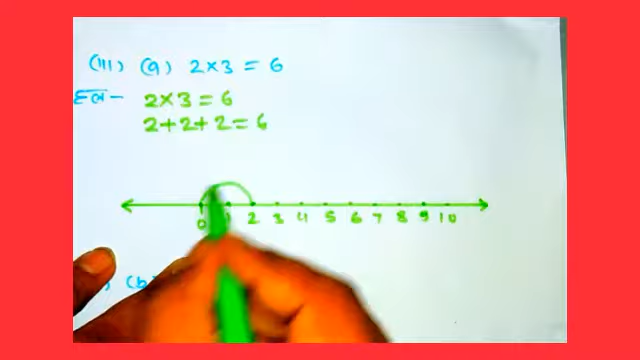 (iii) (a) 2×3 = 6
हल- 2×3 = 6
2+2+2 = 6
0 1 2 3 4 5 6 7 8 9 10
(b)